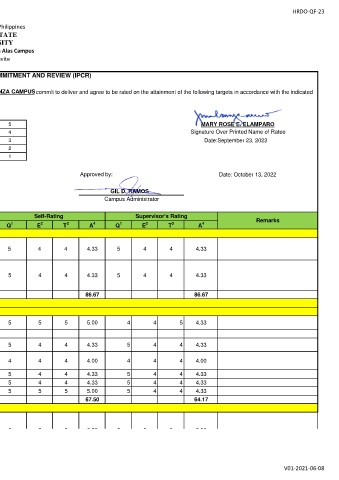 HRDO-QF-23
Philippines
TATE
SITY
Alas Campus
vite
MMITMENT AND REVIEW (IPCR)
NZA CAMPUS commit to deliver and agree to be rated on the attainment of the following targets in accordance with the indicated
MARY ROSE E. ELAMPARO
Signature Over Printed Name of Ratee
Date: September 23, 2022
5
4
3
2
1
Approved by:
Date: October 13, 2022
GIL D. RAMOS
Campus Administrator
Self-Rating Supervisor's Rating Remarks
Q1 E2 T3 A4 Q1 E2 T3 A4
5 4 4 4.33 5 4 4 4.33
5 4 4 4.33 5 4 4 4.33
86.67 86.67
5 5 5 5.00 4 4 5 4.33
5 4 4 4.33 5 4 4 4.33
4 4 4 4.00 4 4 4 4.00
5 4 4 4.33 5 4 4 4.33
5 4 4 4.33 5 4 4 4.33
5 5 5 5.00 5 4 4 4.33
67.50 64.17
V01-2021-06-08